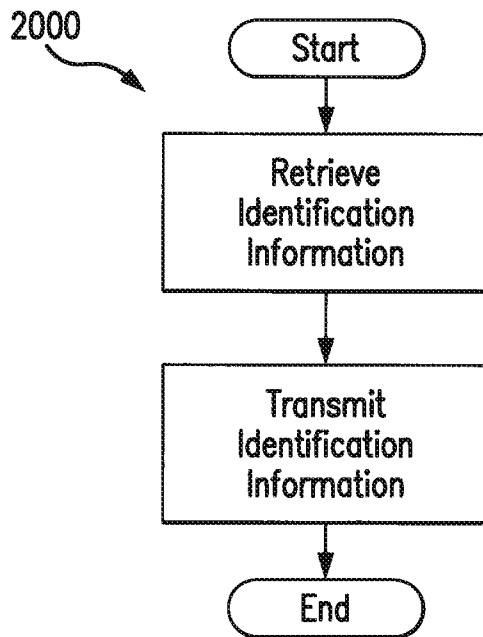 2000
Start
Retrieve
Identification
Information
Transmit
Identification
Information
End